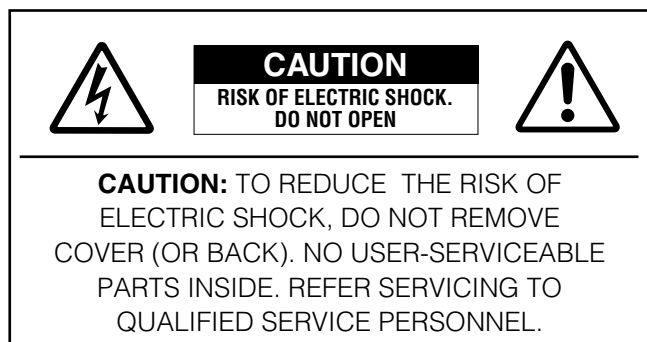 CAUTION
RISK OF ELECTRIC SHOCK.
DO NOT OPEN
CAUTION: TO REDUCE THE RISK OF
ELECTRIC SHOCK, DO NOT REMOVE
COVER (OR BACK). NO USER-SERVICEABLE
PARTS INSIDE. REFER SERVICING TO
QUALIFIED SERVICE PERSONNEL.